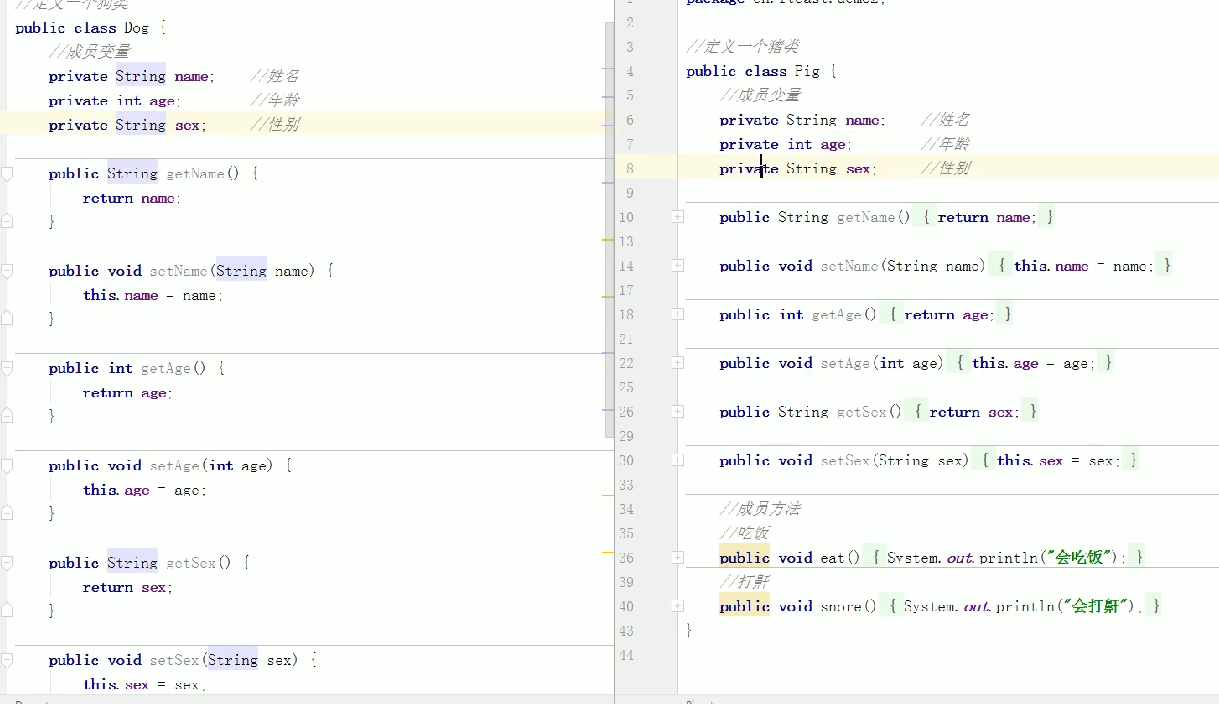 //定义一个狗类
public class Dog {
//成员变量
private String name; //姓名
private int age; //年龄
private String sex; //性别
public String getName() {
return name;
}
public void setName(String name) {
this.name = name;
}
public int getAge() {
return age;
}
public void setAge(int age) {
this.age = age;
}
public String getSex() {
return sex;
}
public void setSex(String sex) {
this.sex = sex;
2
3 //定义一个猪类
4 public class Pig {
5 //成员变量
6 private String name; //姓名
7 private int age; //年龄
8 private String sex; //性别
9
10 public String getName() { return name; }
13
14 public void setName(String name) { this.name = name; }
17
18 public int getAge() { return age; }
21
22 public void setAge(int age) { this.age = age; }
25
26 public String getSex() { return sex; }
29
30 public void setSex(String sex) { this.sex = sex; }
33
34 //成员方法
35 //吃饭
36 public void eat() { System.out.println("会吃饭"); }
39 //打鼾
40 public void snore() { System.out.println("会打鼾"); }
43 }
44